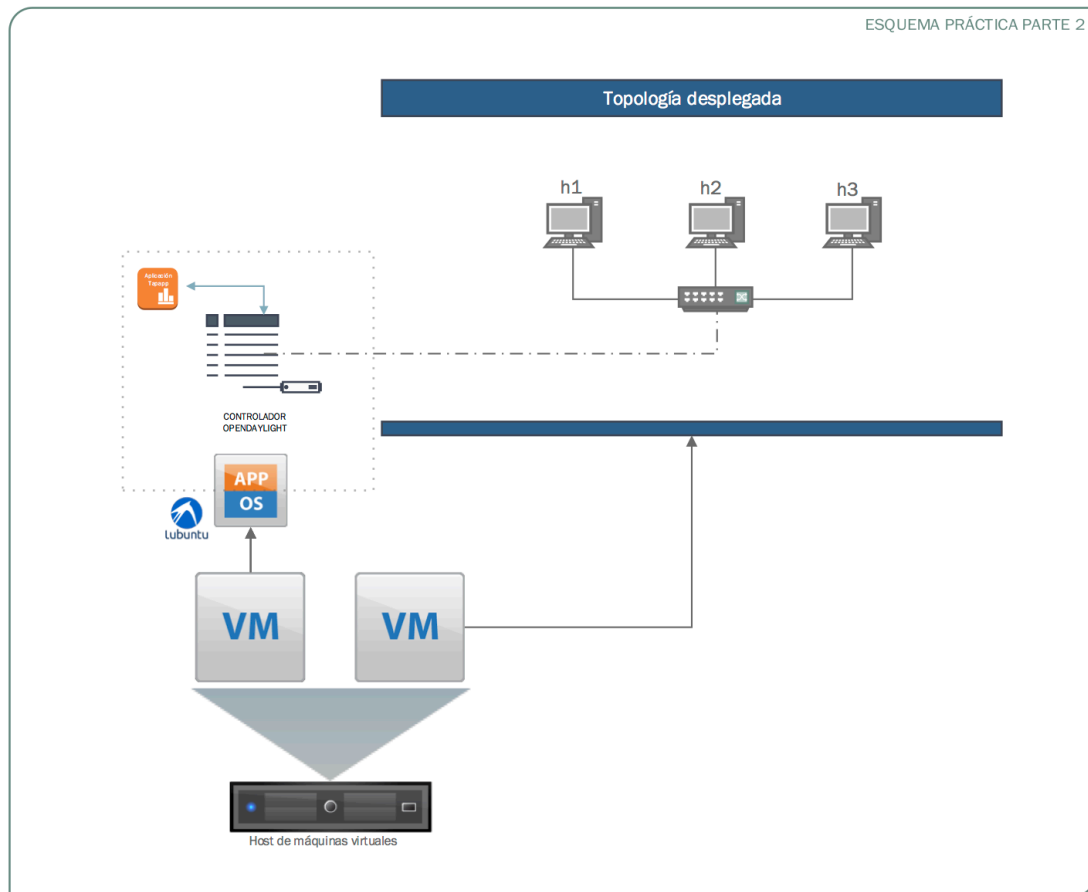 ESQUEMA PRÁCTICA PARTE 2
Topología desplegada
h1
h2
h3
Aplicación
Tapapp
CONTROLADOR
OPENDAYLIGHT
APP
OS
lubuntu
VM
VM
Host de máquinas virtuales